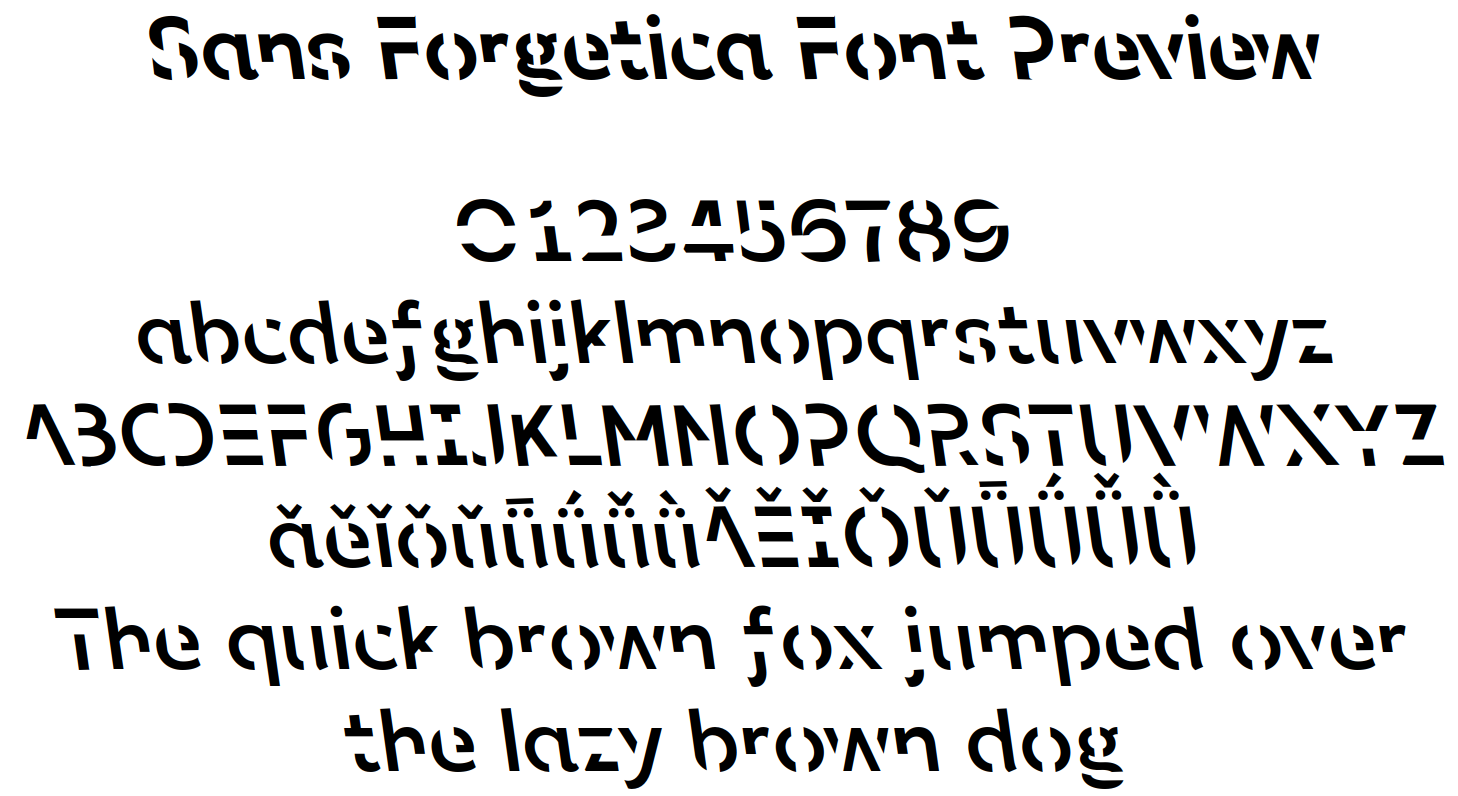 Sans Forgetica Font Preview
0123456789
abcdefghijklmnopqrstuvwxyz
ABCDEFGHIJKLMNOPQRSTUVWXYZ
ǎěǐǒǔǖǘǚǜǍĚǏǑǓǕǗǙǛ
The quick brown fox jumped over
the lazy brown dog